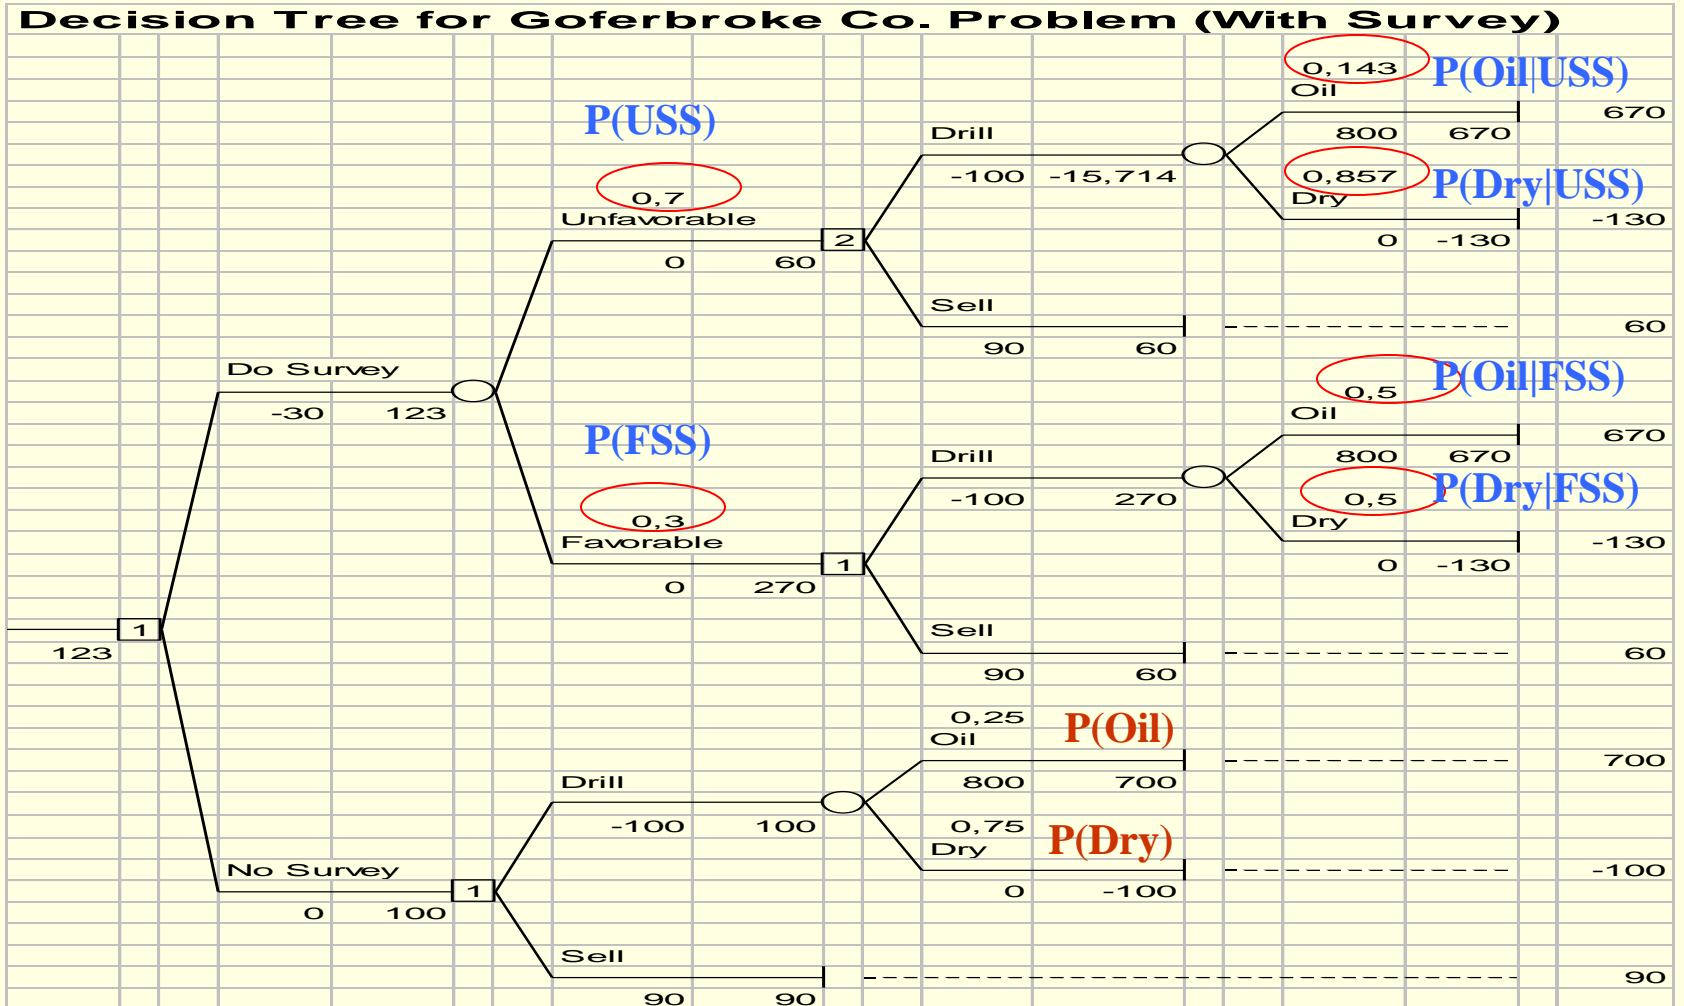 Decision Tree for Goferbroke Co. Problem (With Survey)
0,143 P(Oil|USS)
Oil
670
P(USS)
Drill
800 670
0,7
-100 -15,714
0,857 P(Dry|USS)
Dry
Unfavorable
-130
2
0 60
0 -130
Sell
60
90 60
Do Survey
0,5 P(Oil|FSS)
-30 123
Oil
P(FSS)
670
Drill
800 670
-100 270
0,5 P(Dry|FSS)
0,3
Dry
Favorable
-130
1
0 270
0 -130
1
Sell
123
60
90 60
0,25 P(Oil)
Oil
700
Drill
800 700
-100 100
0,75 P(Dry)
Dry
No Survey
-100
1
0 -100
0 100
Sell
90
90 90